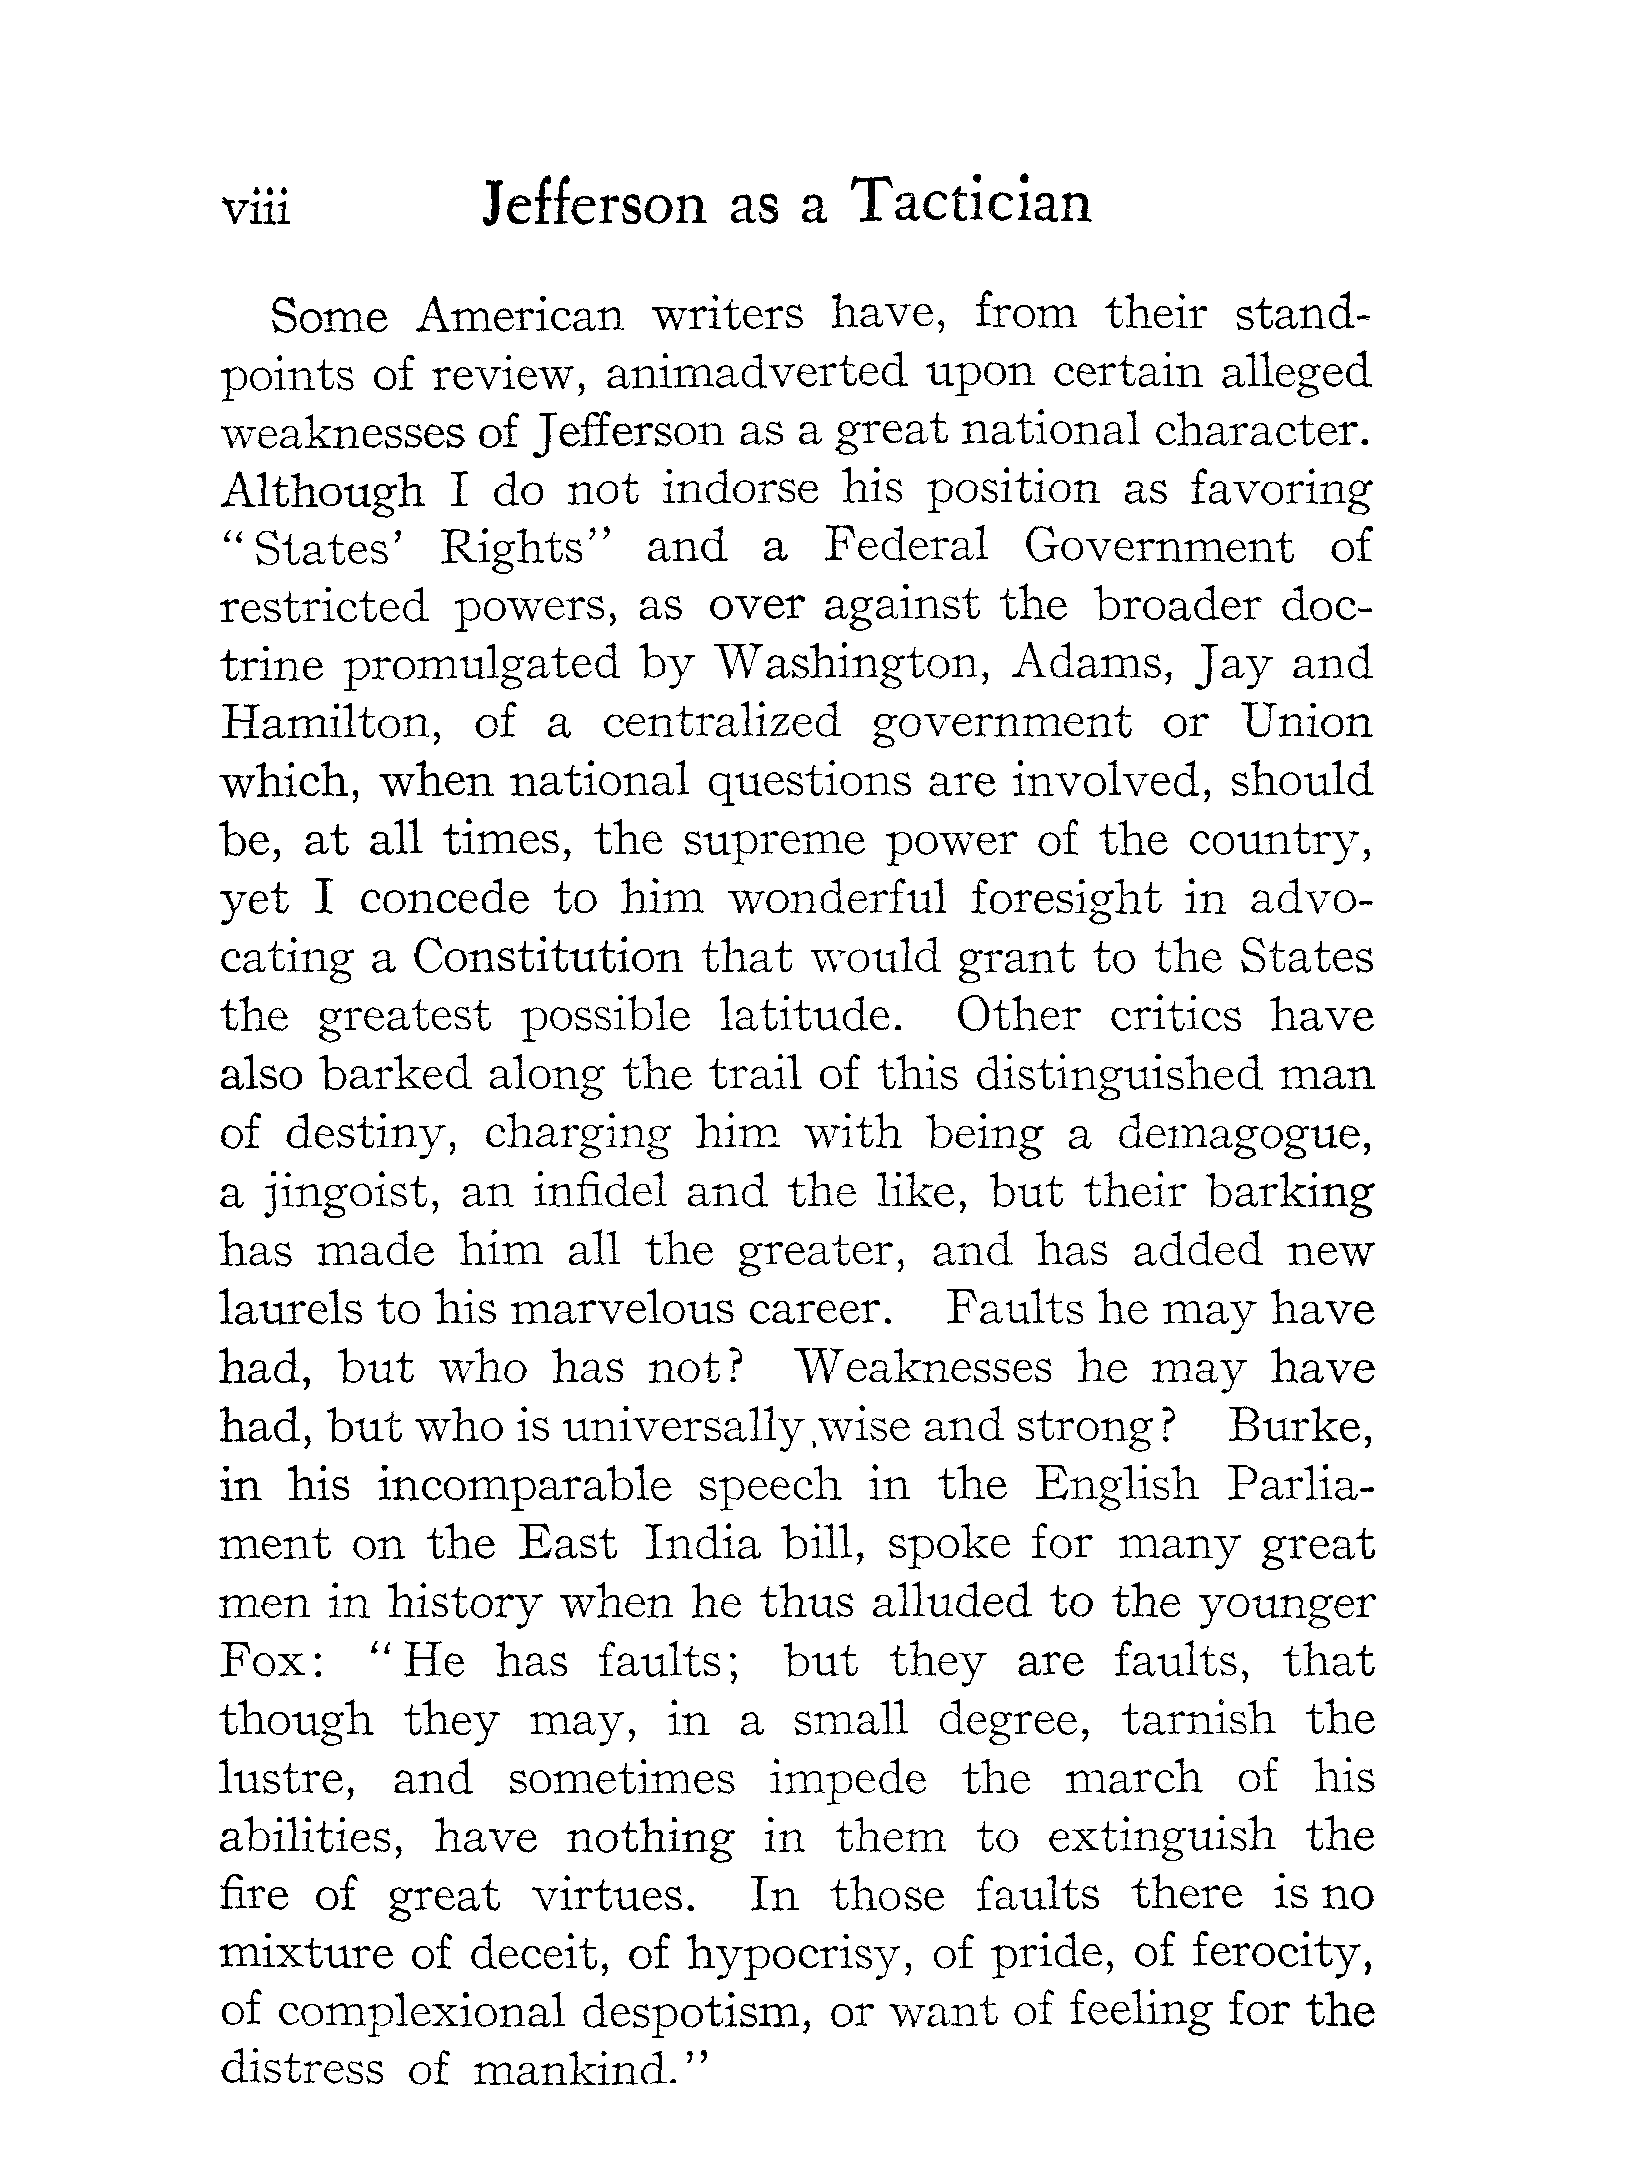 viii Jefferson as a Tactician
Some American writers have, from their stand-
points of review, animadverted upon certain alleged
weaknesses of Jefferson as a great national character.
Although I do not indorse his position as favoring
“States’ Rights” and a Federal Government of
restricted powers, as over against the broader doc-
trine promulgated by Washington, Adams, Jay and
Hamilton, of a centralized government or Union
which, when national questions are involved, should
be, at all times, the supreme power of the country,
yet I concede to him wonderful foresight in advo-
cating a Constitution that would grant to the States
the greatest possible latitude. Other critics have
also barked along the trail of this distinguished man
of destiny, charging him with being a demagogue,
a jingoist, an infidel and the like, but their barking
has made him all the greater, and has added new
laurels to his marvelous career. Faults he may have
had, but who has not? Weaknesses he may have
had, but who is universally wise and strong? Burke,
in his incomparable speech in the English Parlia-
ment on the East India bill, spoke for many great
men in history when he thus alluded to the younger
Fox: “He has faults; but they are faults, that
though they may, in a small degree, tarnish the
lustre, and sometimes impede the march of his
abilities, have nothing in them to extinguish the
fire of great virtues. In those faults there is no
mixture of deceit, of hypocrisy, of pride, of ferocity,
of complexional despotism, or want of feeling for the
distress of mankind.”